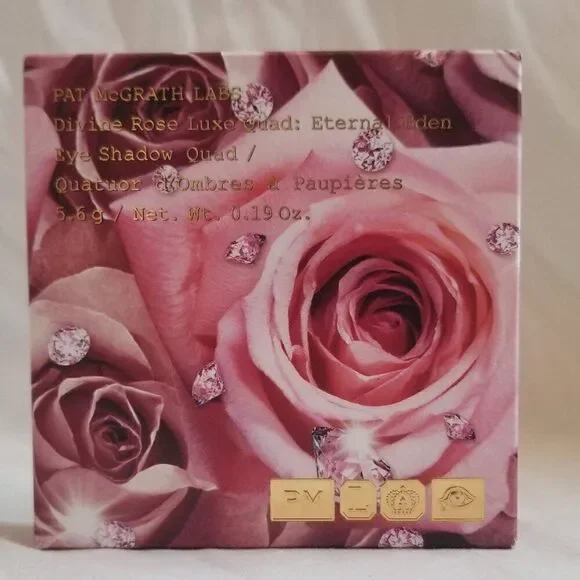 PAT McGRATH LABS
Divine Rose Luxe Quad: Eternal Eden
Eye Shadow Quad /
Quatuor d'Ombres à Paupières
5.6 g / Net. Wt. 0.19 Oz.
PM